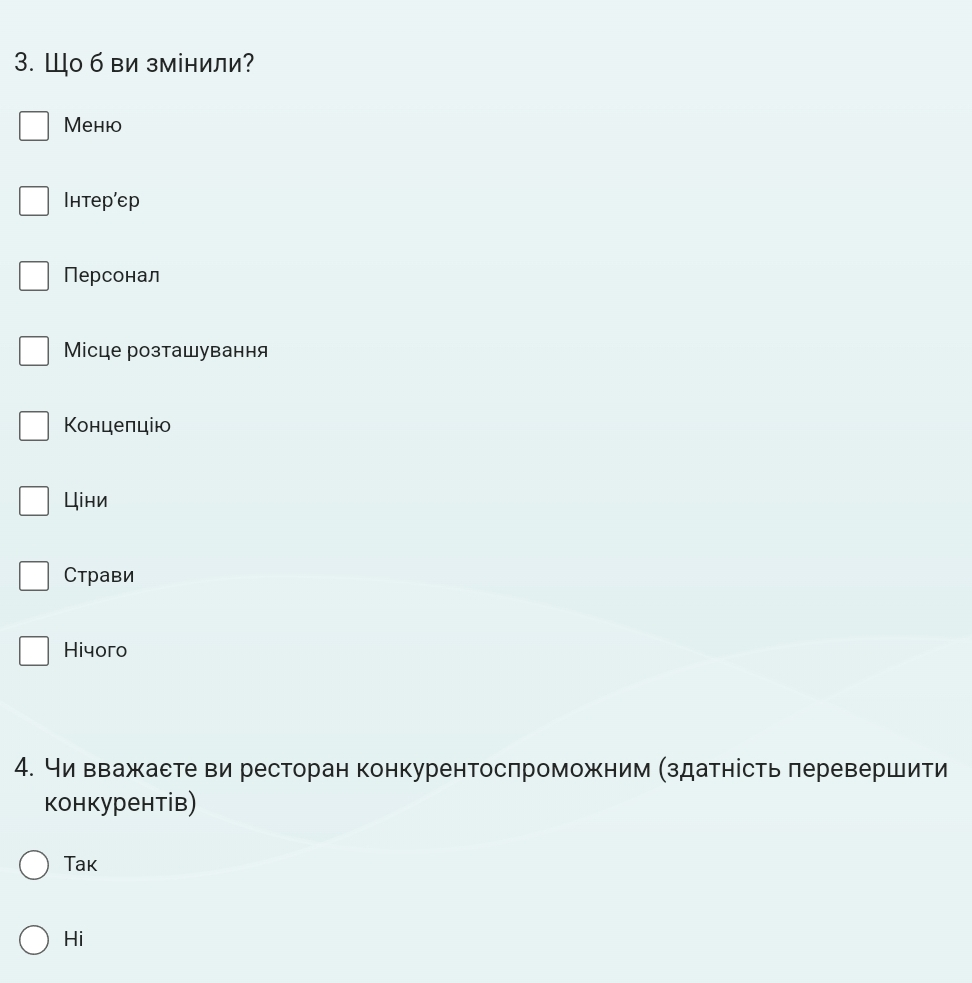 3. Що б ви змінили?
Меню
Інтер’єр
Персонал
Місце розташування
Концепцію
Ціни
Страви
Нічого
4. Чи вважаєте ви ресторан конкурентоспроможним (здатність перевершити
конкурентів)
Так
Ні